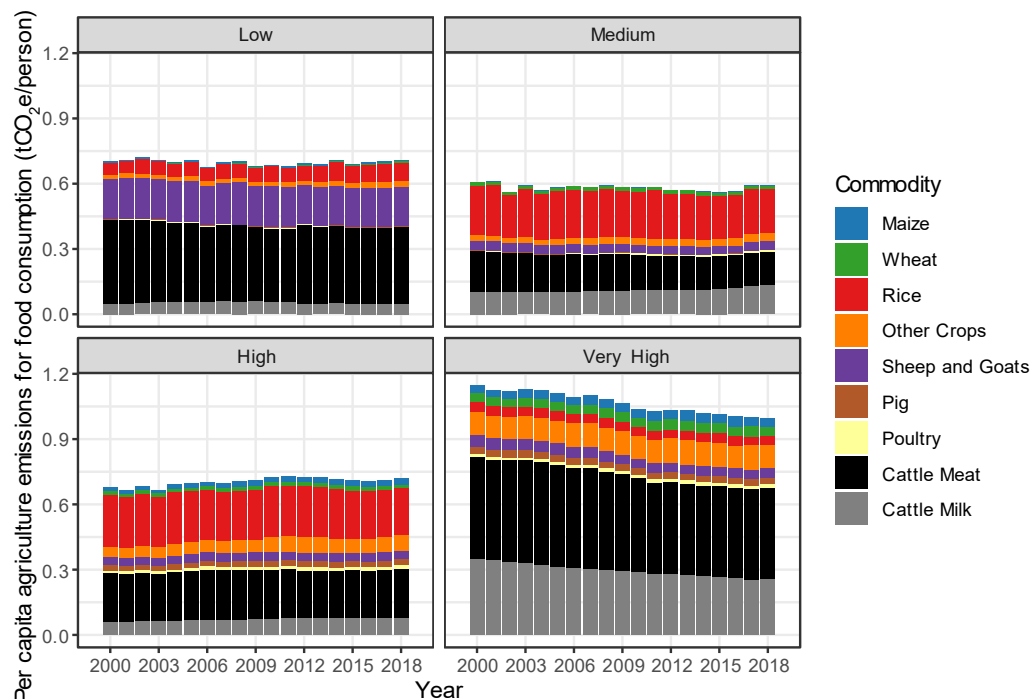 Per capita agriculture emissions for food consumption (tCO2e/person)
Low
Medium
1.2
0.9
0.6
0.3
0.0
High
Very High
1.2
0.9
0.6
0.3
0.0
2000 2003 2006 2009 2012 2015 2018
2000 2003 2006 2009 2012 2015 2018
Year
Commodity
Maize
Wheat
Rice
Other Crops
Sheep and Goats
Pig
Poultry
Cattle Meat
Cattle Milk